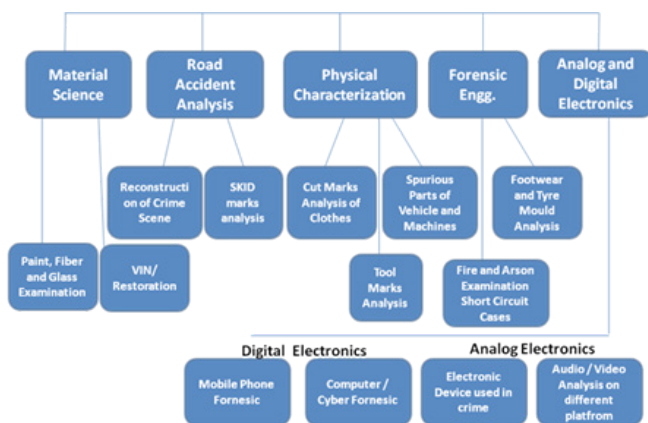 Material
Science
Road
Accident
Analysis
Physical
Characterization
Forensic
Engg.
Analog and
Digital
Electronics
Reconstructi
on of Crime
Scene
SKID
marks
analysis
Cut Marks
Analysis of
Clothes
Spurious
Parts of
Vehicle and
Machines
Footwear
and Tyre
Mould
Analysis
Paint, Fiber
and Glass
Examination
VIN/
Restoration
Tool
Marks
Analysis
Fire and Arson
Examination
Short Circuit
Cases
Digital Electronics
Analog Electronics
Mobile Phone
Fornesic
Computer /
Cyber Fornesic
Electronic
Device used in
crime
Audio / Video
Analysis on
different
platfrom